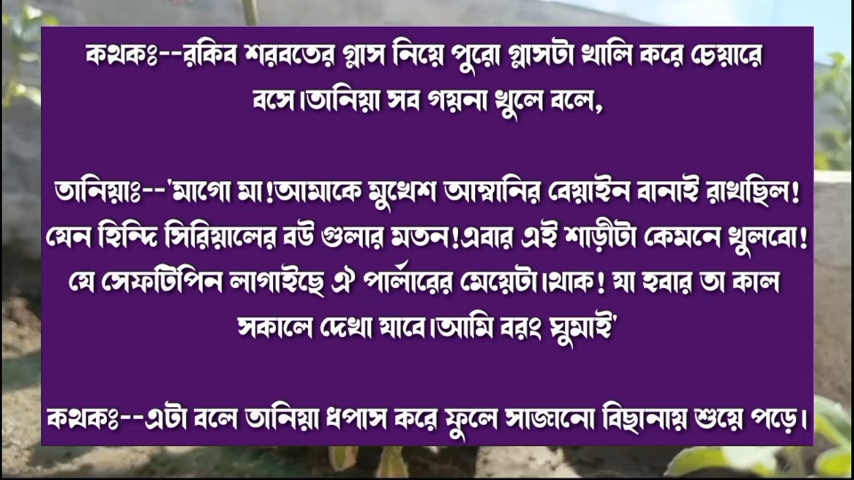 কথকঃ--রকিব শরবতের গ্লাস নিয়ে পুরো গ্লাসটা খালি করে চেয়ারে
বসে।তানিয়া সব গয়না খুলে বলে,
তানিয়াঃ--'মাগো মা!আমাকে মুখেশ আম্বানির বেয়াইন বানাই রাখছিল!
যেন হিন্দি সিরিয়ালের বউ গুলার মতন!এবার এই শাড়ীটা কেমনে খুলবো!
যে সেফটিপিন লাগাইছে ঐ পার্লারের মেয়েটা।থাক! যা হবার তা কাল
সকালে দেখা যাবে।আমি বরং ঘুমাই'
কথকঃ--এটা বলে তানিয়া ধপাস করে ফুলে সাজানো বিছানায় শুয়ে পড়ে।